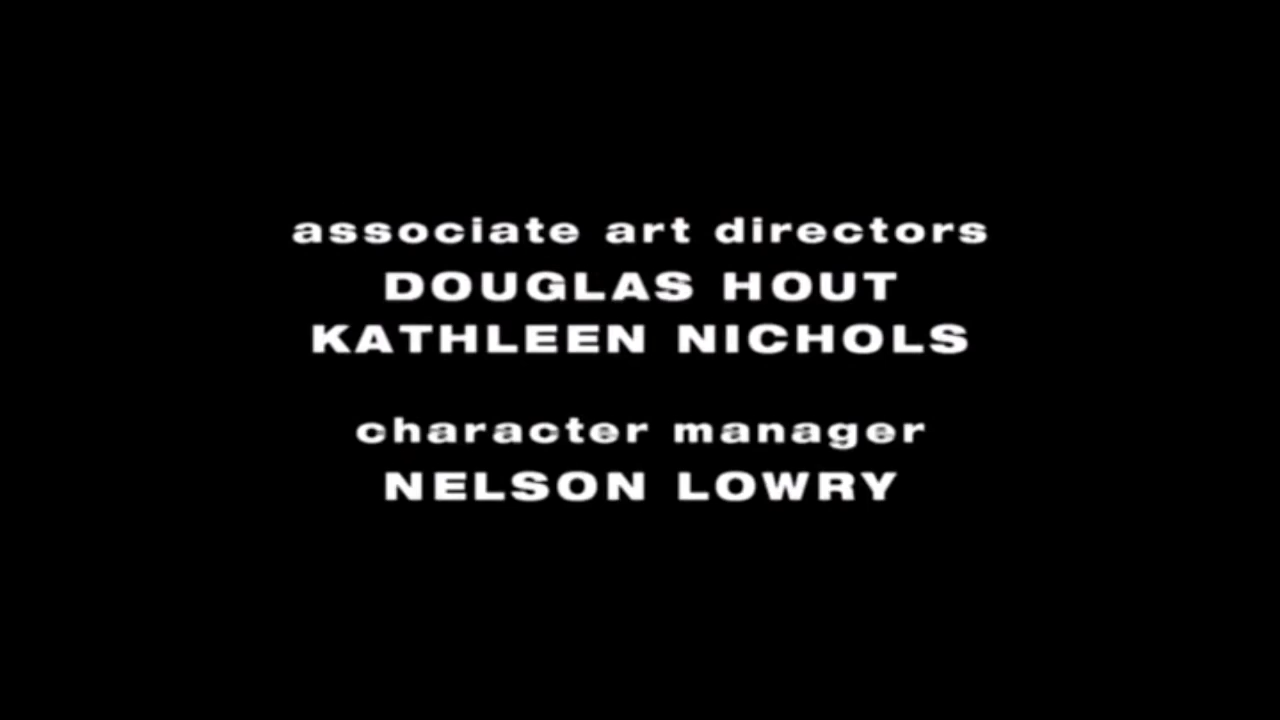 associate art directors
DOUGLAS HOUT
KATHLEEN NICHOLS
character manager
NELSON LOWRY